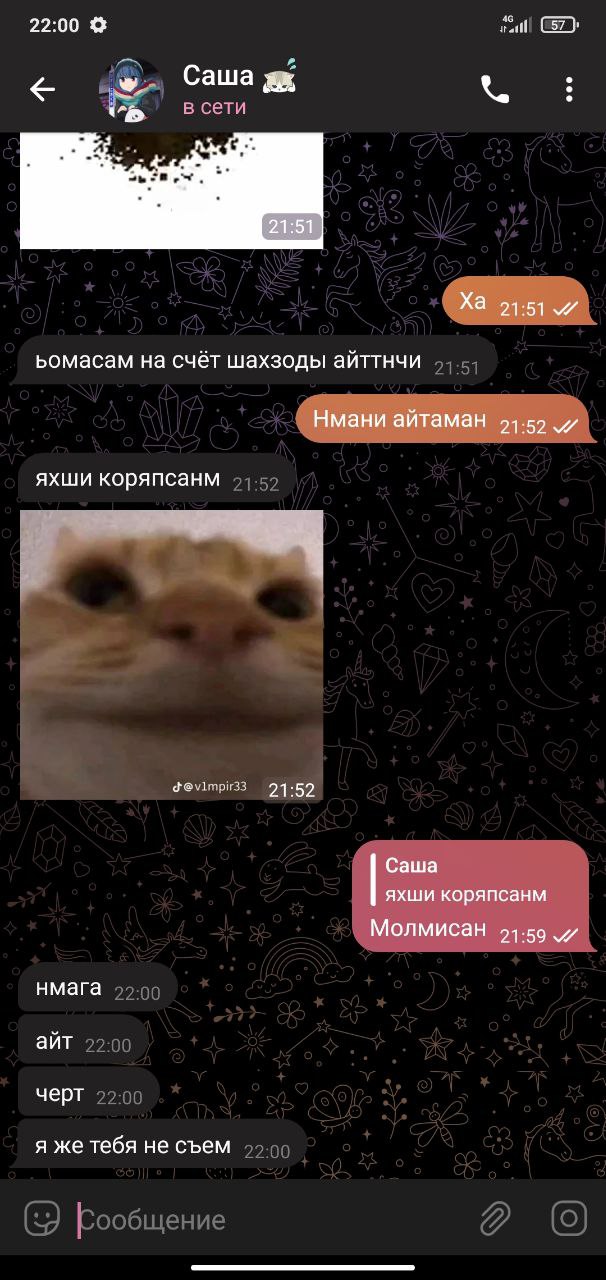 22:00
4G
57
Саша
в сети
21:51
Ха 21:51
ьомасам на счёт шахзоды айттнчи 21:51
Нмани айтаман 21:52
яхши коряпсанм 21:52
@v1mpir33
21:52
Саша
яхши коряпсанм
Молмисан 21:59
нмага 22:00
айт 22:00
черт 22:00
я же тебя не съем 22:00
Сообщение